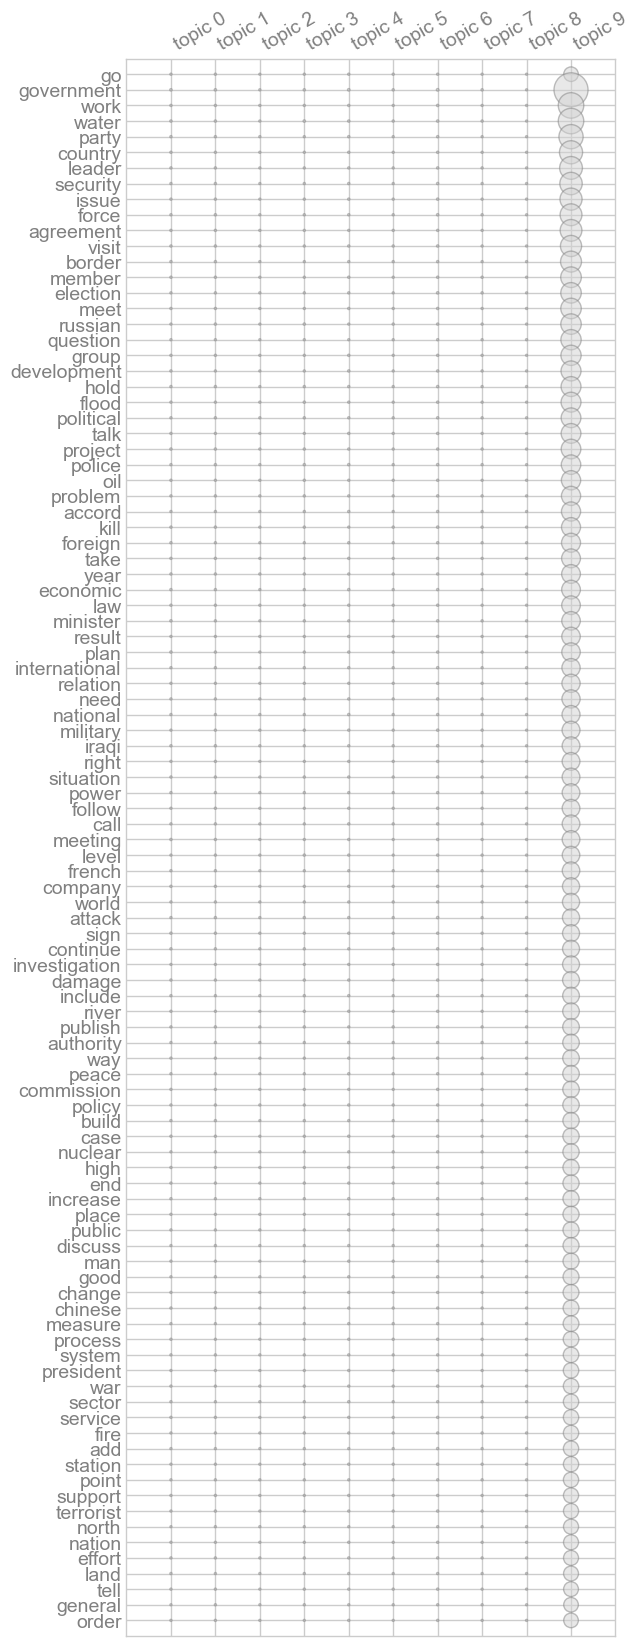 topic 0 topic 1 topic 2 topic 3 topic 4 topic 5 topic 6 topic 7 topic 8 topic 9
go
government
work
water
party
country
leader
security
issue
force
agreement
visit
border
member
election
meet
russian
question
group
development
hold
flood
political
talk
project
police
oil
problem
accord
kill
foreign
take
year
economic
law
minister
result
plan
international
relation
need
national
military
iraqi
right
situation
power
follow
call
meeting
level
french
company
world
attack
sign
continue
investigation
damage
include
river
publish
authority
way
peace
commission
policy
build
case
nuclear
high
end
increase
place
public
discuss
man
good
change
chinese
measure
process
system
president
war
sector
service
fire
add
station
point
support
terrorist
north
nation
effort
land
tell
general
order